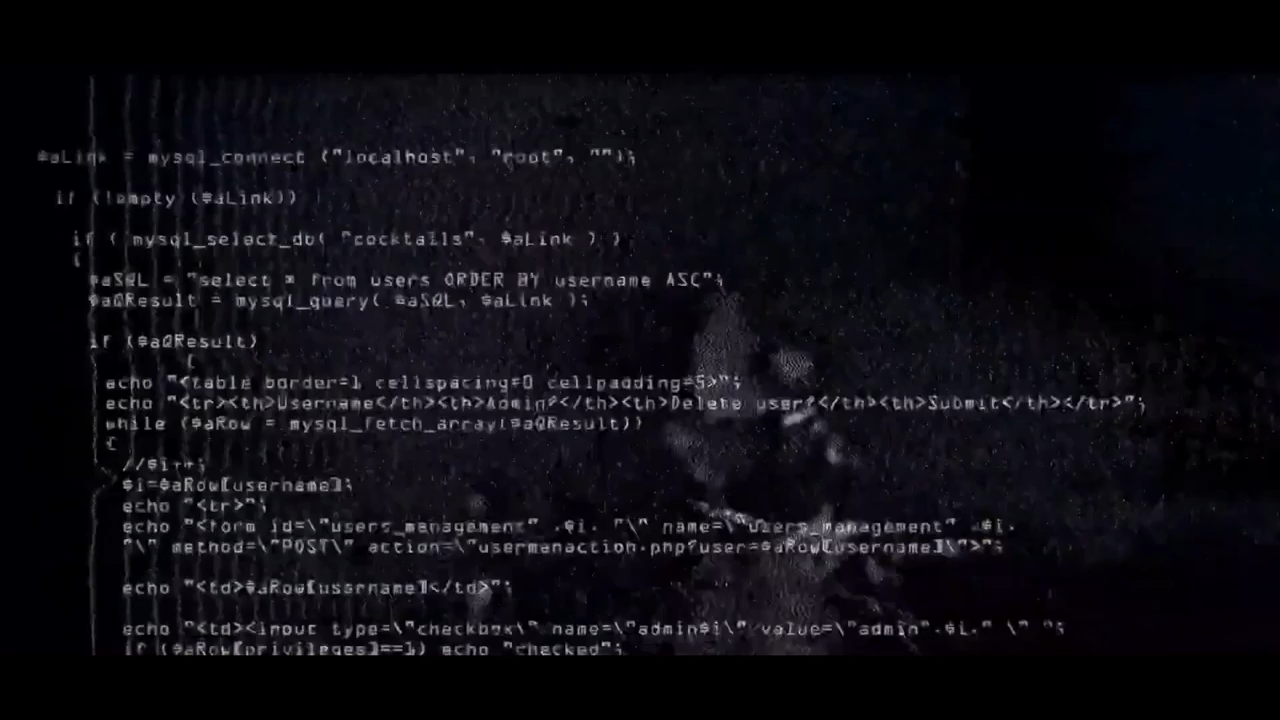 $aLink = mysql_connect ("localhost", "root", "");
if (!empty ($aLink))
if ( mysql_select_db( "cocktails", $aLink ) )
{
$aSQL = "select * from users ORDER BY username ASC";
$aQResult = mysql_query( $aSQL, $aLink );
if ($aQResult)
{
echo "<table border=1 cellspacing=0 cellpadding=5>";
echo "<tr><th>Username</th><th>Admin?</th><th>Delete user?</th><th>Submit</th></tr>";
while ($aRow = mysql_fetch_array($aQResult))
{
//$i++;
$i=$aRow[username];
echo "<tr>";
echo "<form id=\"users_management" .$i. "\" name=\"users_management" .$i.
"\" method=\"POST\" action=\"usermanaction.php?user=$aRow[username]\">";
echo "<td>$aRow[username]</td>";
echo "<td><input type=\"checkbox\" name=\"admin$i\" value=\"admin".$i." \" ";
if ($aRow[privileges]==1) echo "checked";